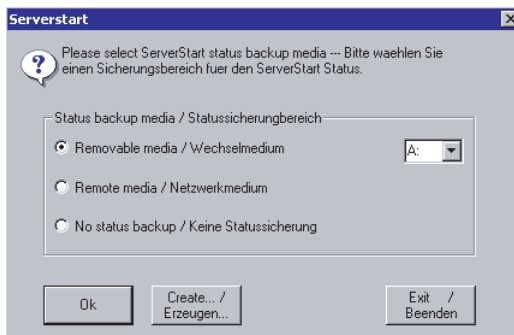 Serverstart
Please select ServerStart status backup media --- Bitte waehlen Sie
einen Sicherungsbereich fuer den ServerStart Status.
Status backup media / Statussicherungbereich
Removable media / Wechselmedium
A:
Remote media / Netzwerkmedium
No status backup / Keine Statussicherung
Ok
Create... /
Erzeugen...
Exit /
Beenden